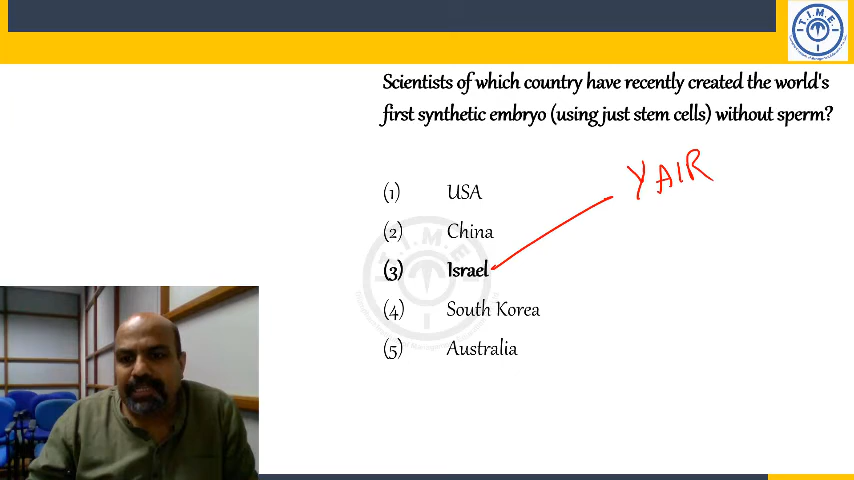 T.I.M.E.
Scientists of which country have recently created the world's
first synthetic embryo (using just stem cells) without sperm?
YAIR
(1) USA
(2) China
(3) Israel
(4) South Korea
(5) Australia
T.I.M.E.